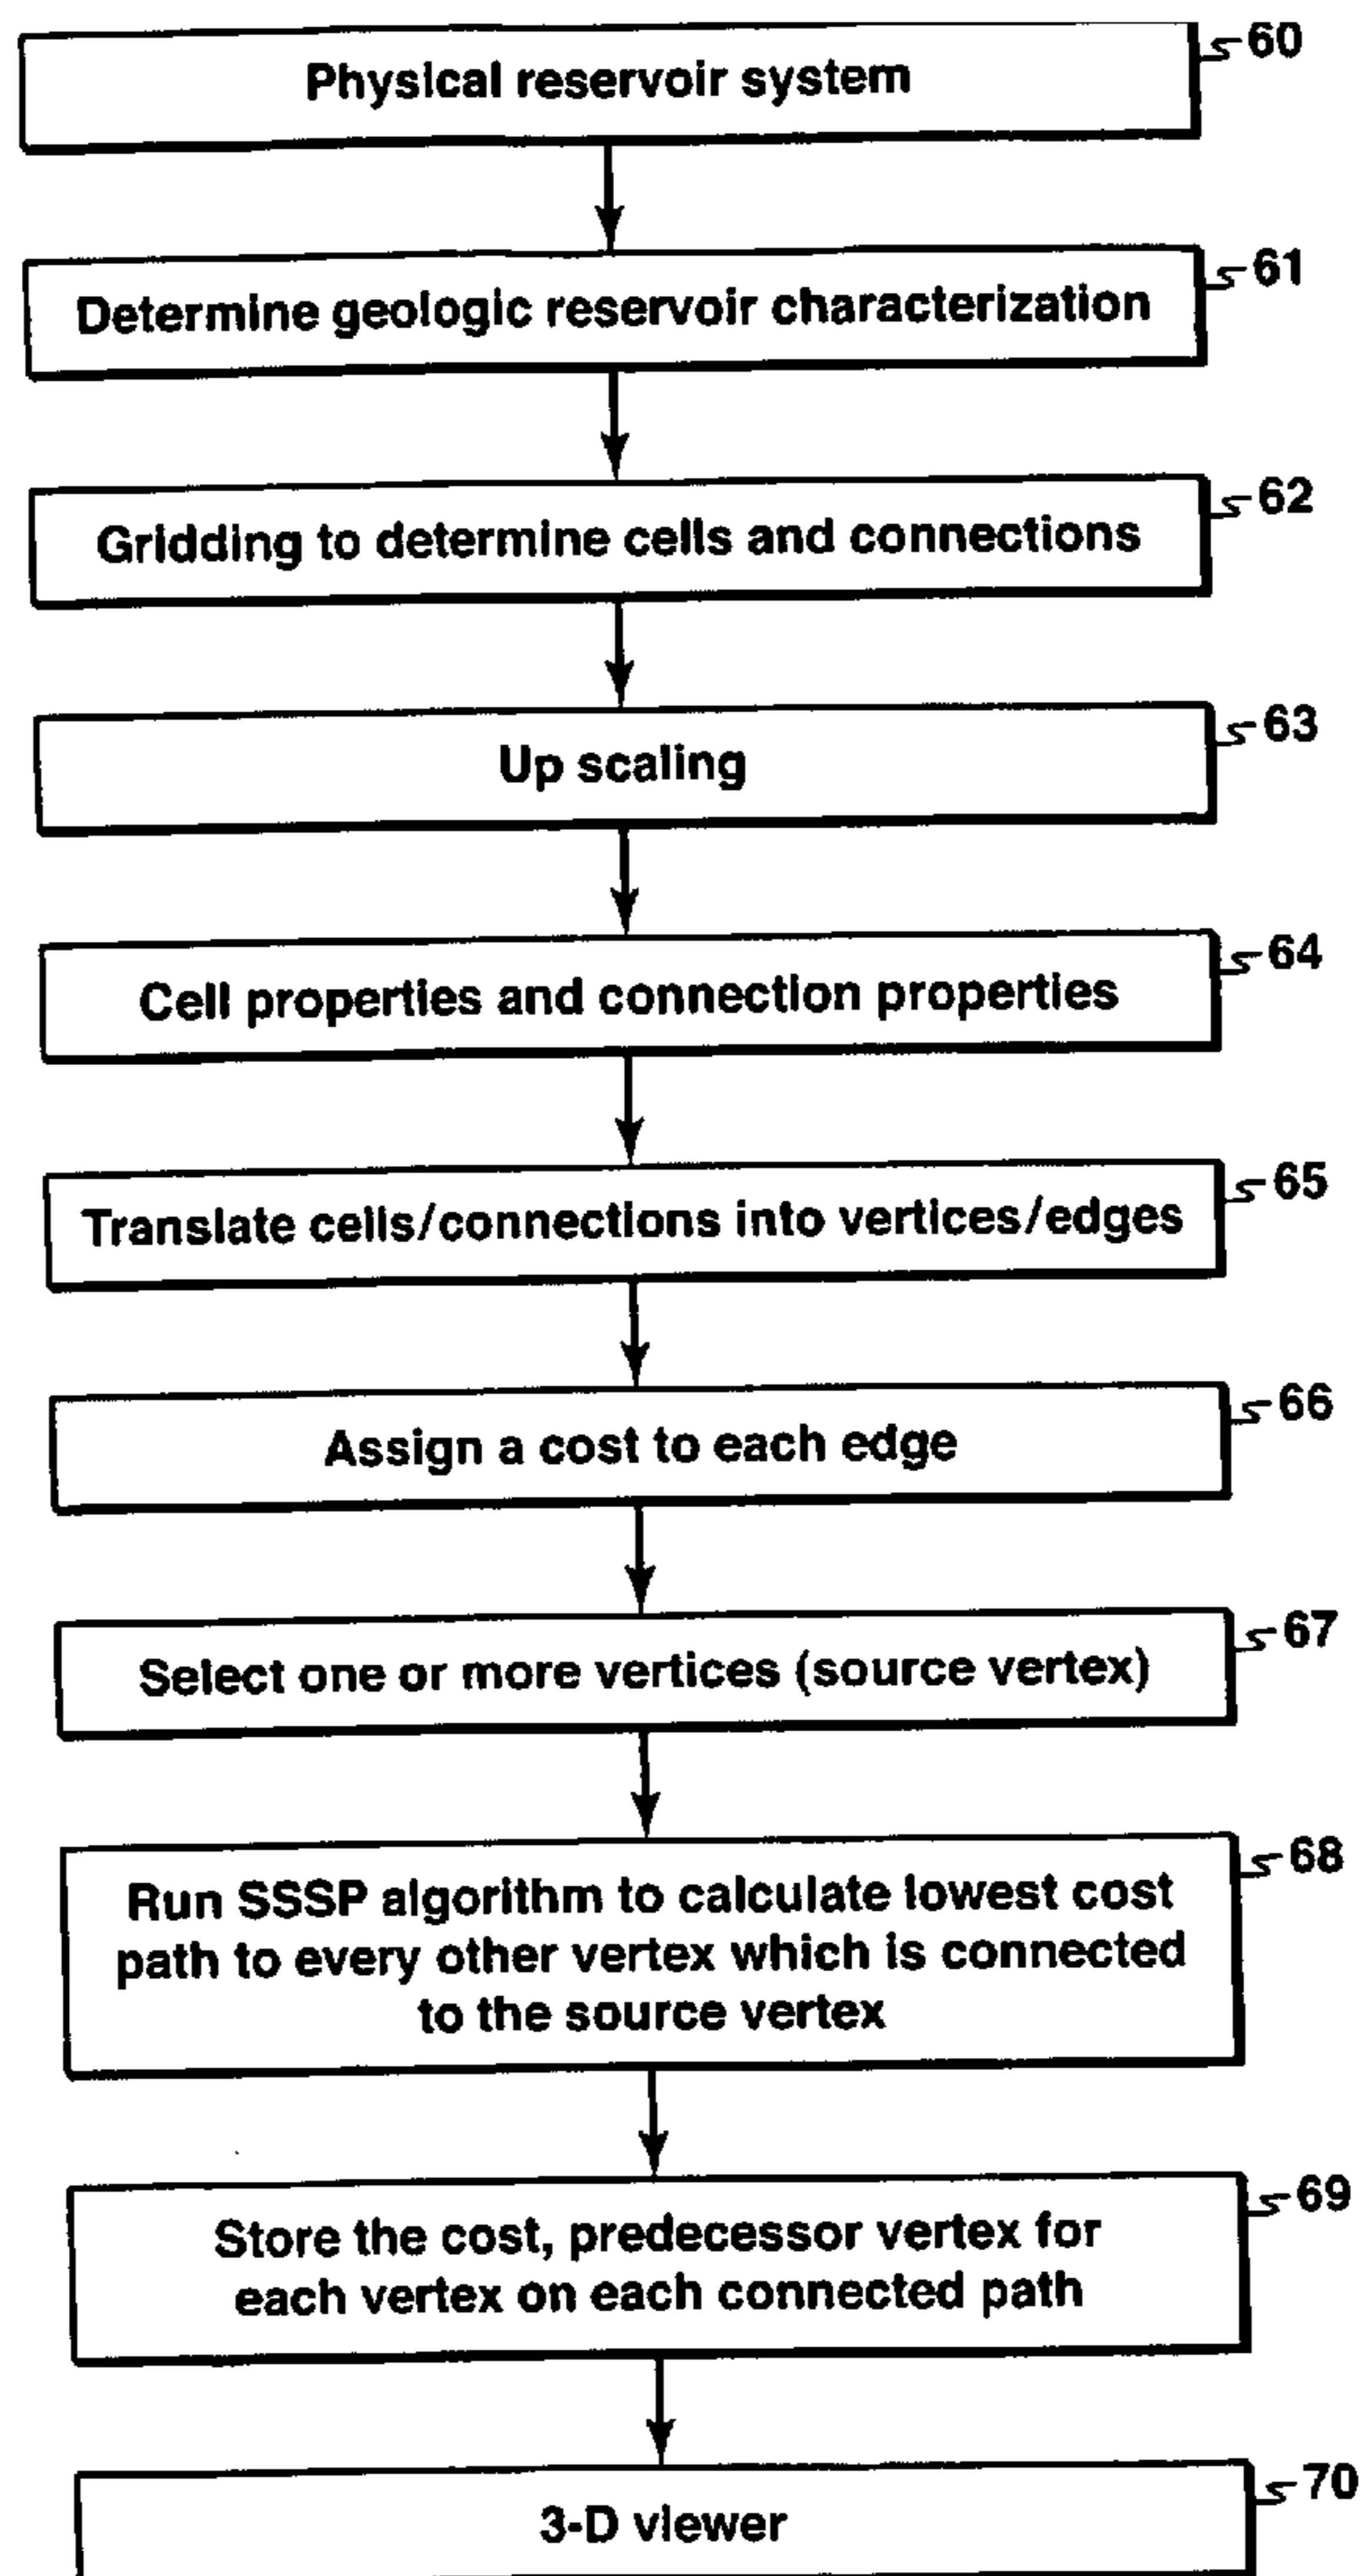 Physical reservoir system
60
Determine geologic reservoir characterization
61
Gridding to determine cells and connections
62
Up scaling
63
Cell properties and connection properties
64
Translate cells/connections into vertices/edges
65
Assign a cost to each edge
66
Select one or more vertices (source vertex)
67
Run SSSP algorithm to calculate lowest cost
path to every other vertex which is connected
to the source vertex
68
Store the cost, predecessor vertex for
each vertex on each connected path
69
3-D viewer
70